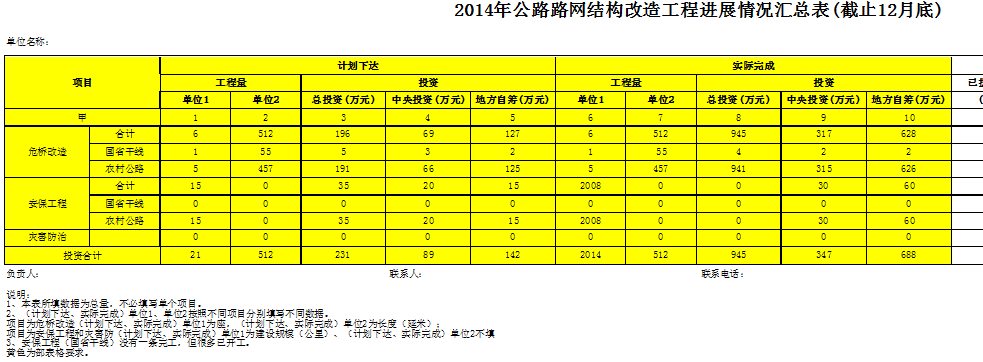 2014年公路路网结构改造工程进展情况汇总表(截止12月底)
单位名称:
项目 计划下达 实际完成
工程量 投资 工程量 投资
单位1 单位2 总投资(万元) 中央投资(万元) 地方自筹(万元) 单位1 单位2 总投资(万元) 中央投资(万元) 地方自筹(万元) (
甲 1 2 3 4 5 6 7 8 9 10
危桥改造 合计 6 512 196 69 127 6 512 945 317 628
国省干线 1 55 5 3 2 1 55 4 2 2
农村公路 5 457 191 66 125 5 457 941 315 626
安保工程 合计 15 0 35 20 15 2008 0 0 30 60
国省干线 0 0 0 0 0 0 0 0 0 0
农村公路 15 0 35 20 15 2008 0 0 30 60
灾害防治 0 0 0 0 0 0 0 0 0 0
投资合计 21 512 231 89 142 2014 512 945 347 688
负责人: 联系人: 联系电话:
说明:
1、本表所填数据为总量，不必填写单个项目。
2、（计划下达、实际完成）单位1、单位2按照不同项目分别填写不同数据。
项目为危桥改造（计划下达、实际完成）单位1为座，（计划下达、实际完成）单位2为长度（延米）；
项目为安保工程和灾害防（计划下达、实际完成）单位1为建设规模（公里）、（计划下达、实际完成）单位2不填
3、安保工程（国省干线）没有一条完工，但很多已开工。
黄色为部表格要求。